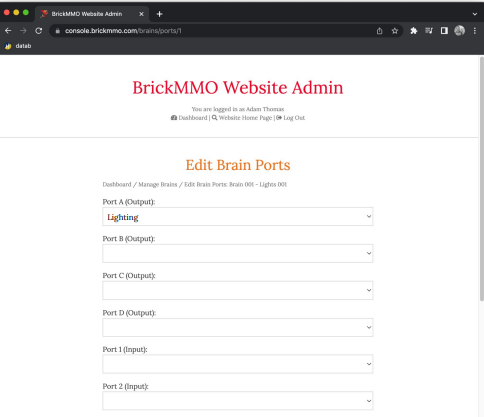 BrickMMO Website Admin
console.brickmmo.com/brains/ports/1
datab
BrickMMO Website Admin
You are logged in as Adam Thomas
Dashboard | Website Home Page | Log Out
Edit Brain Ports
Dashboard / Manage Brains / Edit Brain Ports: Brain 001 - Lights 001
Port A (Output):
Lighting
Port B (Output):
Port C (Output):
Port D (Output):
Port 1 (Input):
Port 2 (Input):